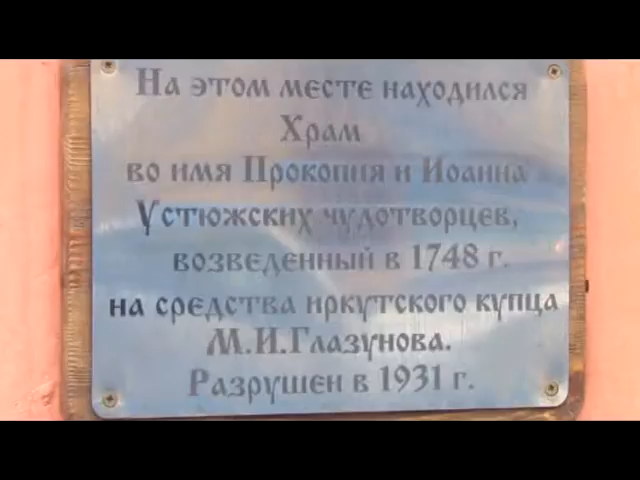 На этом месте находился
Храм
во имя Прокопия и Иоанна
Устюжских чудотворцев,
возведенный в 1748 г.
на средства иркутского купца
М.И.Глазунова.
Разрушен в 1931 г.